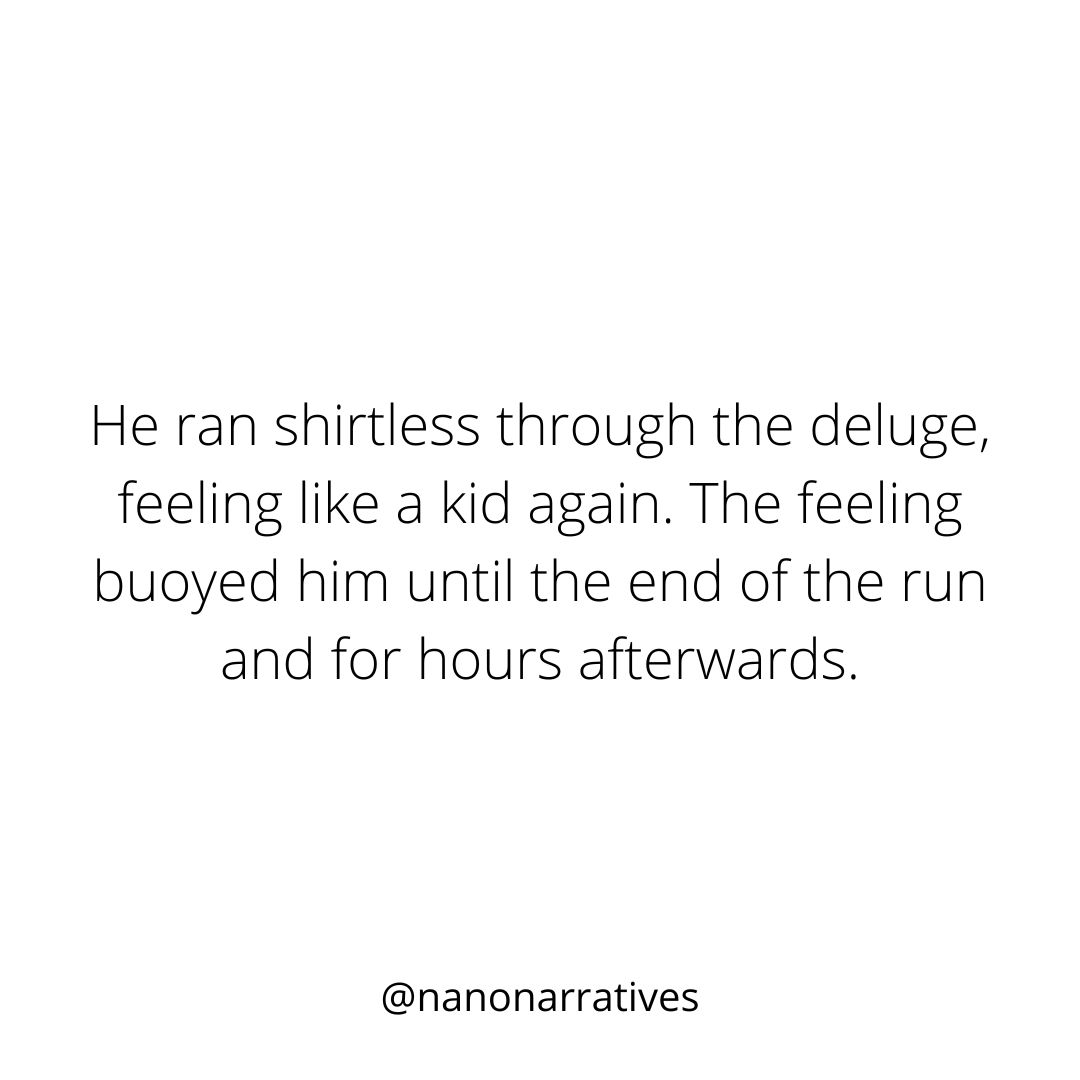 He ran shirtless through the deluge,
feeling like a kid again. The feeling
buoyed him until the end of the run
and for hours afterwards.
@nanonarratives